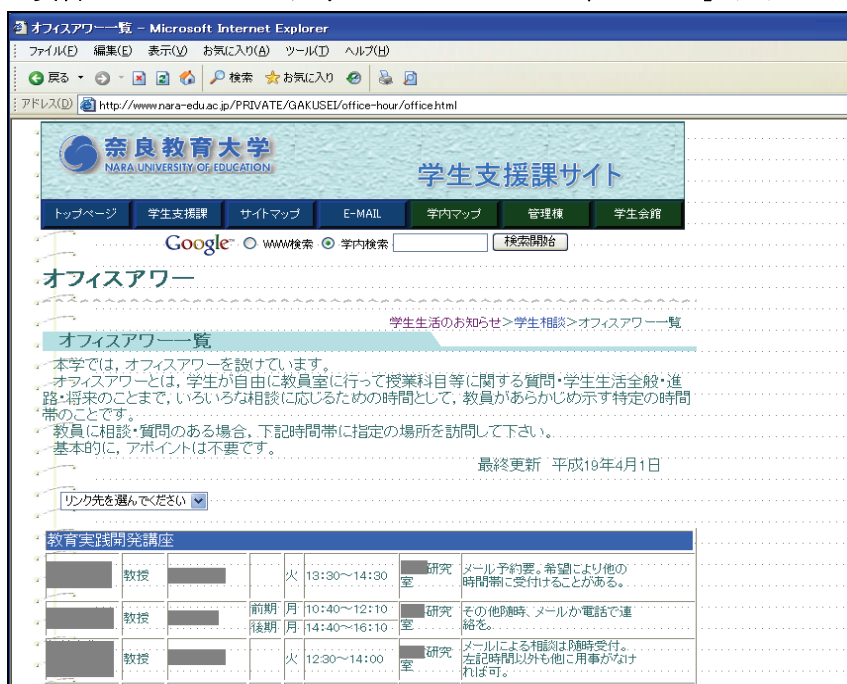 オフィスアワー一覧 - Microsoft Internet Explorer
ファイル(F) 編集(E) 表示(V) お気に入り(A) ツール(T) ヘルプ(H)
戻る 検索 お気に入り
アドレス(D) http://www.nara-edu.ac.jp/PRIVATE/GAKUSEI/office-hour/office.html
奈良教育大学
NARA UNIVERSITY OF EDUCATION
学生支援課サイト
トップページ 学生支援課 サイトマップ E-MAIL 学内マップ 管理棟 学生会館
Google™ WWW検索 学内検索 検索開始
オフィスアワー
学生生活のお知らせ>学生相談>オフィスアワー一覧
オフィスアワー一覧
本学では，オフィスアワーを設けています。
オフィスアワーとは，学生が自由に教員室に行って授業科目等に関する質問・学生生活全般・進
路・将来のことまで，いろいろな相談に応じるための時間として，教員があらかじめ示す特定の時間
帯のことです。
教員に相談・質問のある場合，下記時間帯に指定の場所を訪問して下さい。
基本的に，アポイントは不要です。
最終更新 平成19年4月1日
リンク先を選んでください
教育実践開発講座
教授 火 13:30～14:30 研究室 メール予約要。希望により他の
時間帯に受付けることがある。
教授 前期 月 10:40～12:10 研究室 その他随時、メールか電話で連
後期 月 14:40～16:10 絡を。
教授 火 12:30～14:00 研究室 メールによる相談は随時受付。
左記時間以外も他に用事がなけ
れば可。